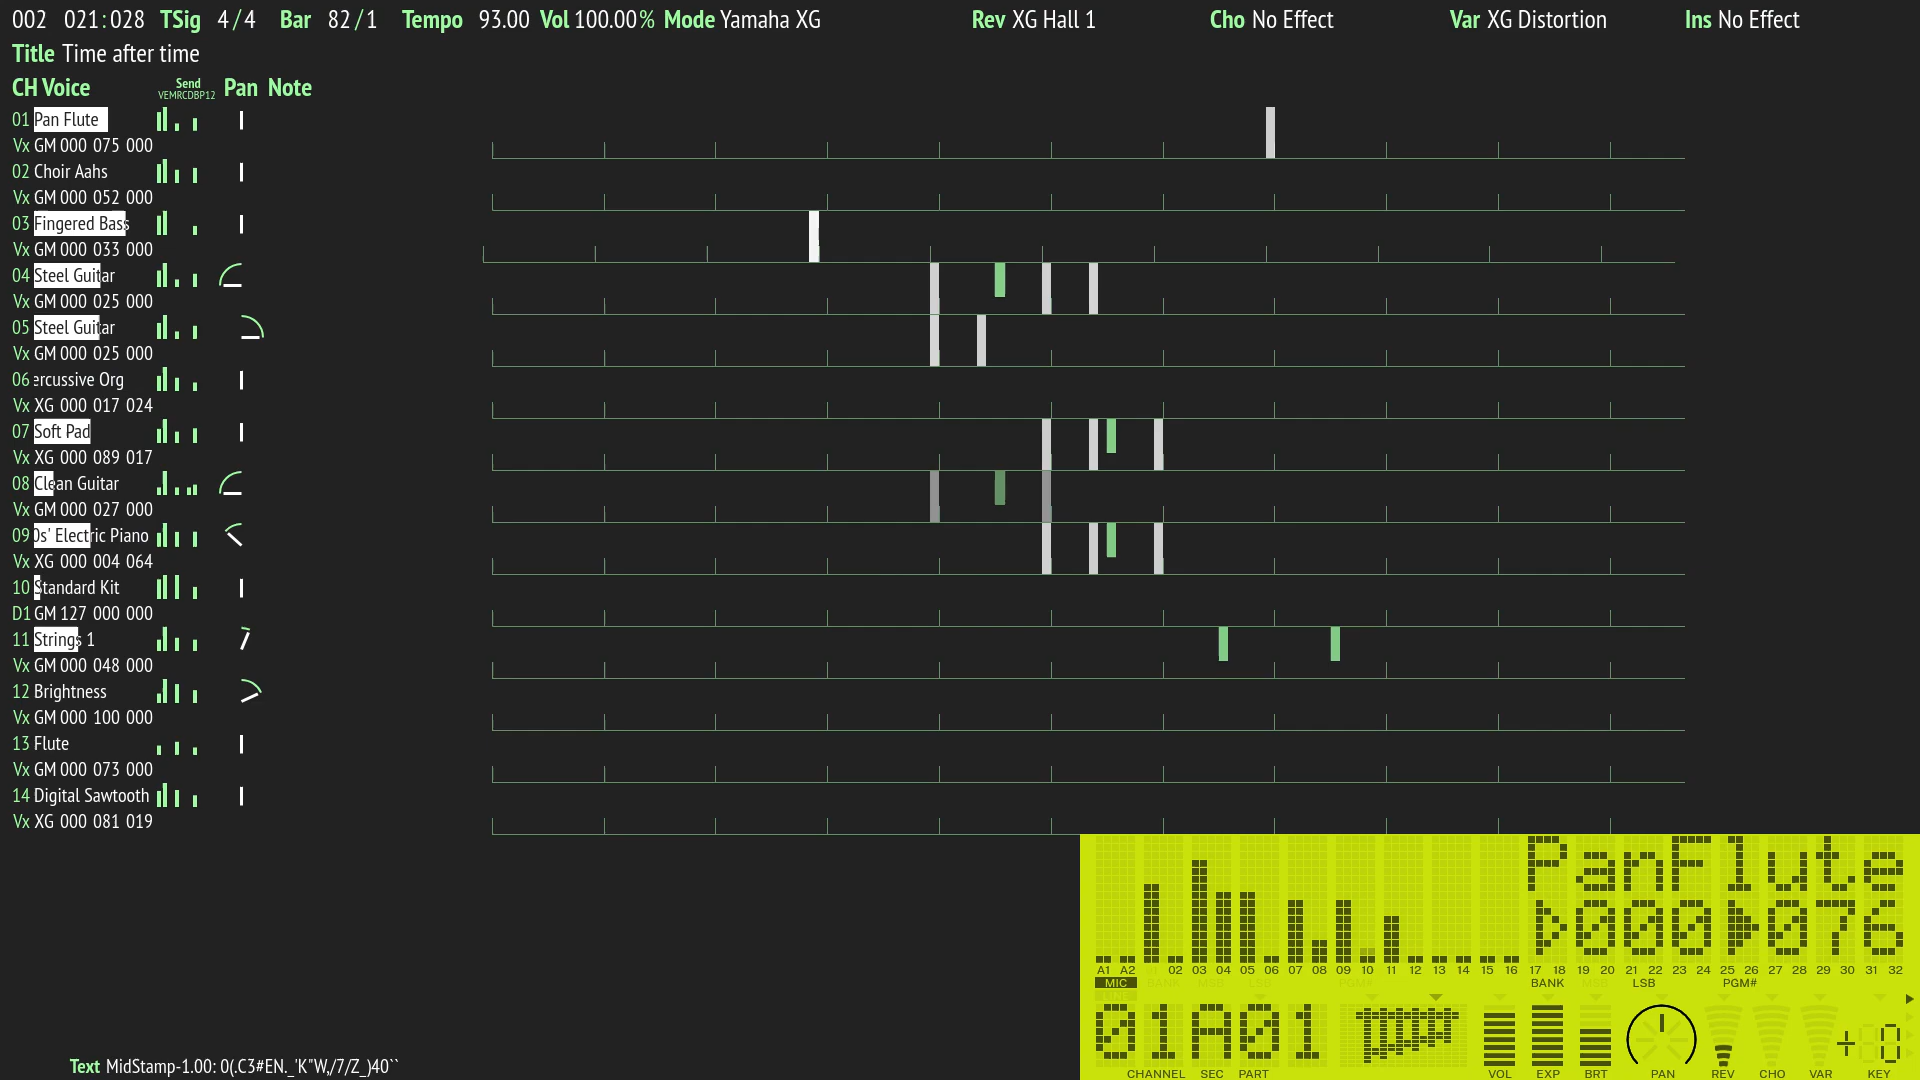 002 021:028 TSig 4/4 Bar 82/1 Tempo 93.00 Vol 100.00% Mode Yamaha XG Rev XG Hall 1 Cho No Effect Var XG Distortion Ins No Effect
Title Time after time
CH Voice Send VEMRCDBP12 Pan Note
01 Pan Flute
Vx GM 000 075 000
02 Choir Aahs
Vx GM 000 052 000
03 Fingered Bass
Vx GM 000 033 000
04 Steel Guitar
Vx GM 000 025 000
05 Steel Guitar
Vx GM 000 025 000
06 ercussive Org
Vx XG 000 017 024
07 Soft Pad
Vx XG 000 089 017
08 Clean Guitar
Vx GM 000 027 000
09 0s' Electric Piano
Vx XG 000 004 064
10 Standard Kit
D1 GM 127 000 000
11 Strings 1
Vx GM 000 048 000
12 Brightness
Vx GM 000 100 000
13 Flute
Vx GM 000 073 000
14 Digital Sawtooth
Vx XG 000 081 019
PanFlute
000 076
A1 A2 02 03 04 05 06 07 08 09 10 11 12 13 14 15 16 17 18 19 20 21 22 23 24 25 26 27 28 29 30 31 32
MIC BANK LSB PGM#
01 A01 +0
CHANNEL SEC PART VOL EXP BRT PAN REV CHO VAR KEY
Text MidStamp-1.00: 0(.C3#EN._'K"W,/7/Z_)40``